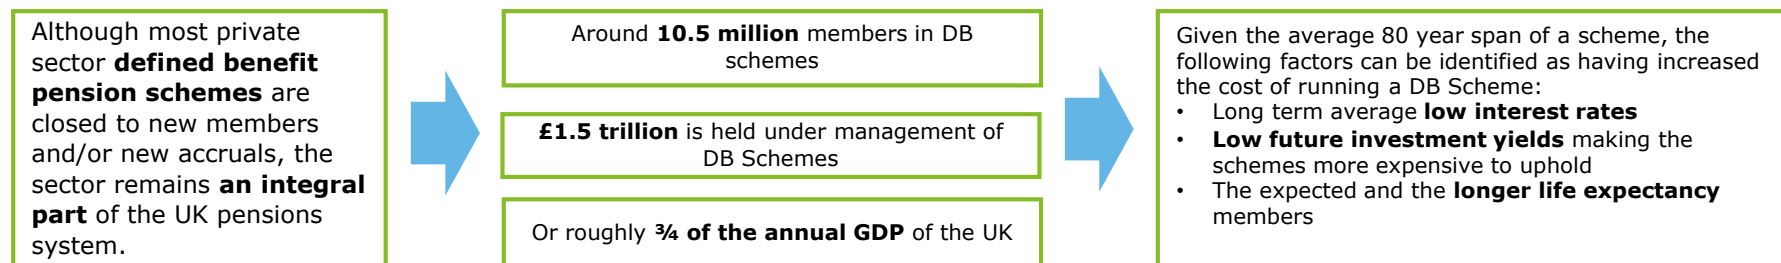 Although most private
sector defined benefit
pension schemes are
closed to new members
and/or new accruals, the
sector remains an integral
part of the UK pensions
system.
Around 10.5 million members in DB
schemes
£1.5 trillion is held under management of
DB Schemes
Or roughly ¾ of the annual GDP of the UK
Given the average 80 year span of a scheme, the
following factors can be identified as having increased
the cost of running a DB Scheme:
• Long term average low interest rates
• Low future investment yields making the
schemes more expensive to uphold
• The expected and the longer life expectancy
members